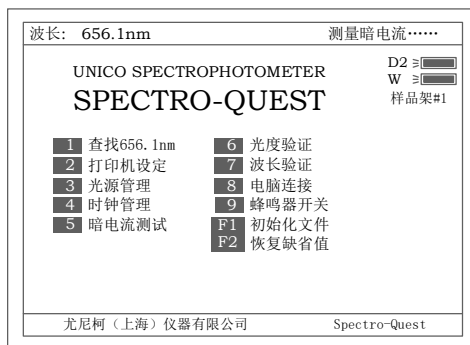 波长: 656.1nm 测量暗电流……
D2
W
样品架#1
UNICO SPECTROPHOTOMETER
SPECTRO-QUEST
1 查找656.1nm 6 光度验证
2 打印机设定 7 波长验证
3 光源管理 8 电脑连接
4 时钟管理 9 蜂鸣器开关
5 暗电流测试 F1 初始化文件
F2 恢复缺省值
尤尼柯（上海）仪器有限公司 Spectro-Quest